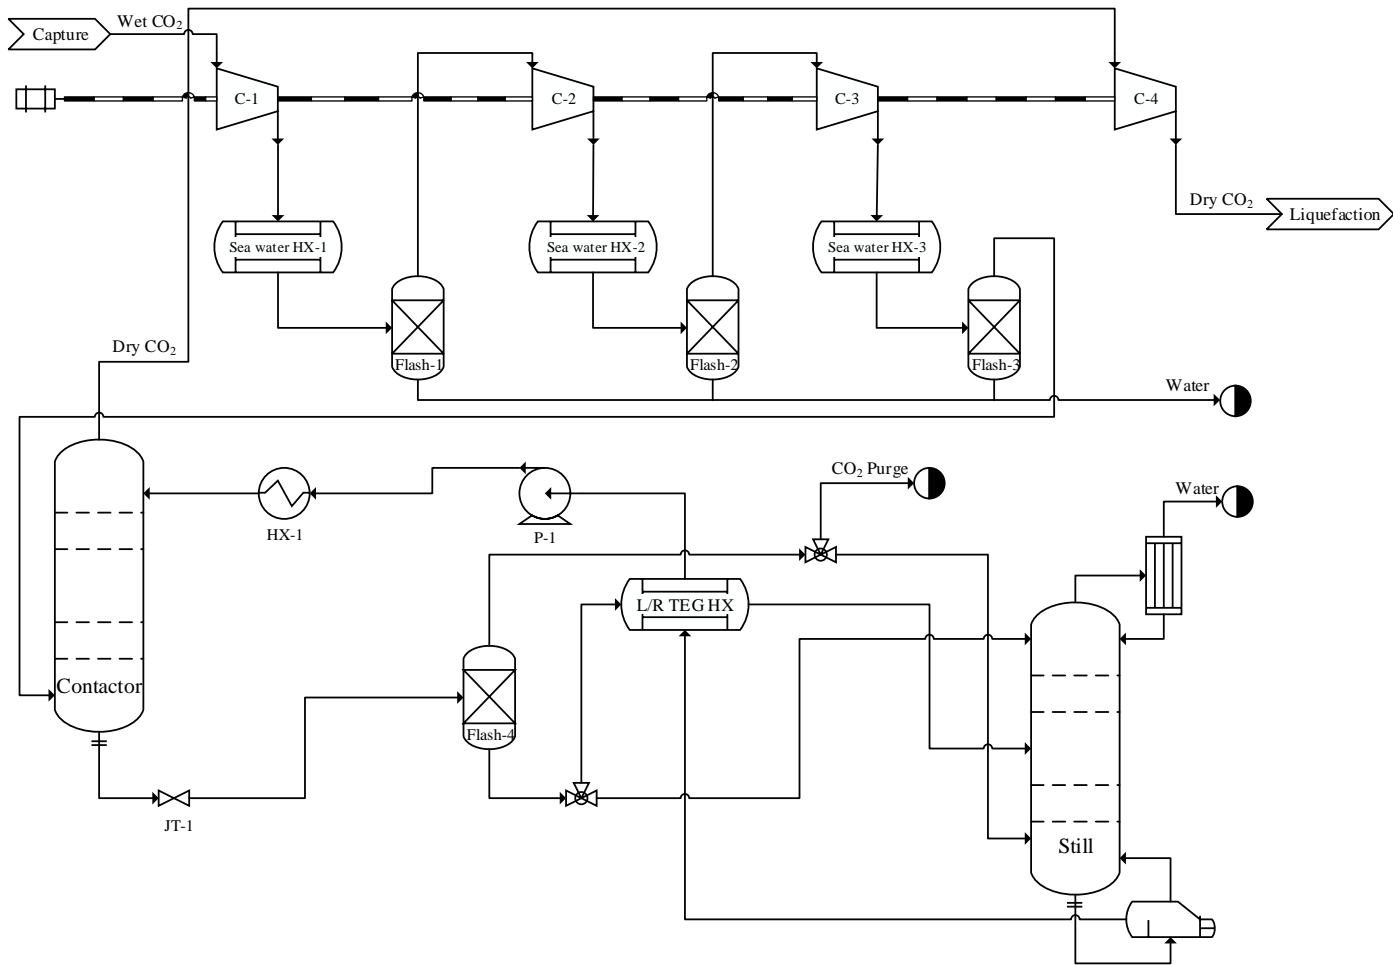 Wet CO₂
Capture
C-1
C-2
C-3
C-4
Dry CO₂
Liquefaction
Sea water HX-1
Sea water HX-2
Sea water HX-3
Dry CO₂
Flash-1
Flash-2
Flash-3
Water
CO₂ Purge
Water
HX-1
P-1
L/R TEG HX
Contactor
Flash-4
JT-1
Still